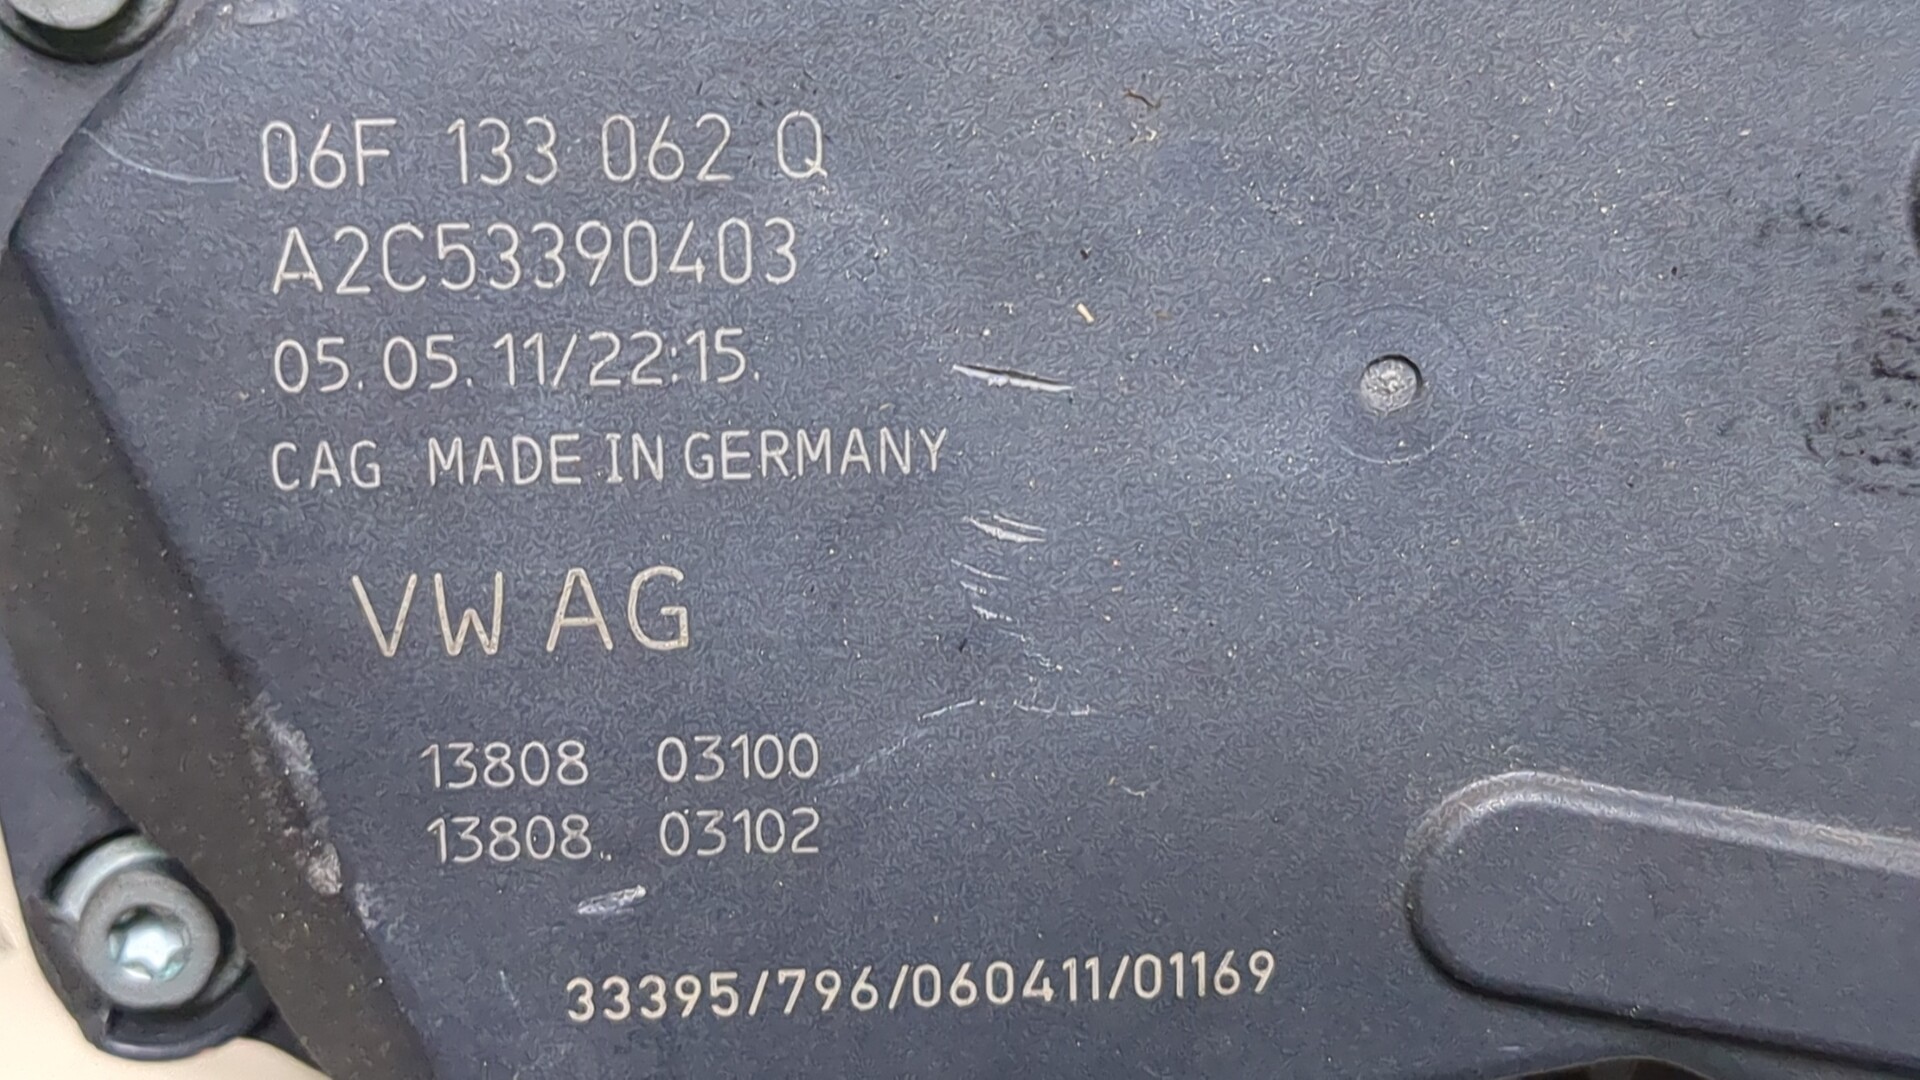 06F 133 062 Q
A2C53390403
05.05.11/22:15.
CAG MADE IN GERMANY
VW AG
13808 03100
13808 03102
33395/796/060411/01169